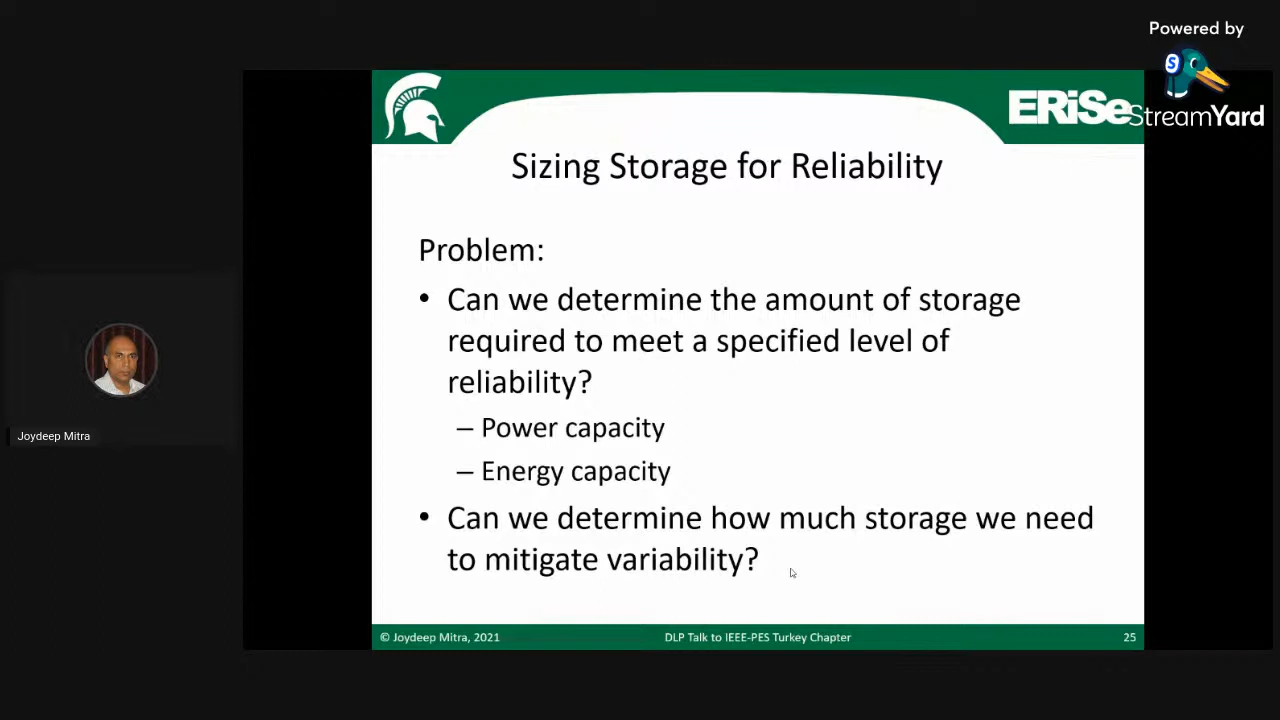 Powered by
S
StreamYard
ERiSe
Sizing Storage for Reliability
Problem:
• Can we determine the amount of storage
required to meet a specified level of
reliability?
– Power capacity
– Energy capacity
• Can we determine how much storage we need
to mitigate variability?
Joydeep Mitra
© Joydeep Mitra, 2021
DLP Talk to IEEE-PES Turkey Chapter
25